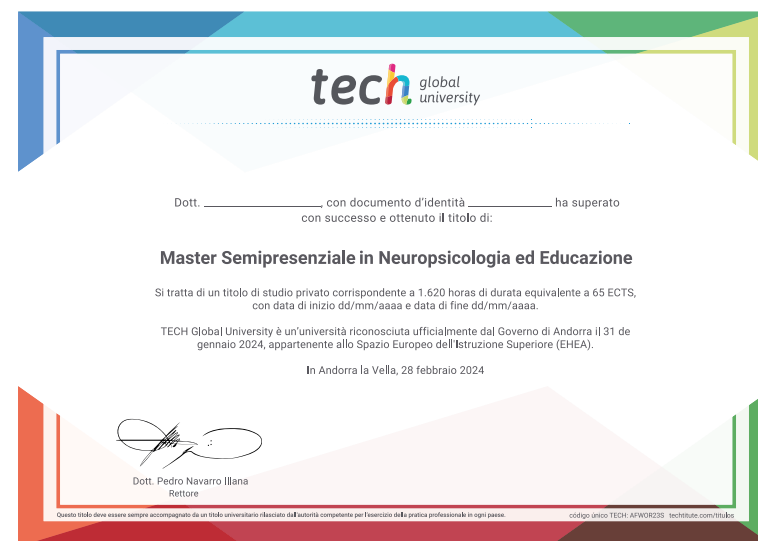 tech global university
Dott. ____________________, con documento d'identità ______________ ha superato
con successo e ottenuto il titolo di:
Master Semipresenziale in Neuropsicologia ed Educazione
Si tratta di un titolo di studio privato corrispondente a 1.620 horas di durata equivalente a 65 ECTS,
con data di inizio dd/mm/aaaa e data di fine dd/mm/aaaa.
TECH Global University è un'università riconosciuta ufficialmente dal Governo di Andorra il 31 de
gennaio 2024, appartenente allo Spazio Europeo dell'Istruzione Superiore (EHEA).
In Andorra la Vella, 28 febbraio 2024
Dott. Pedro Navarro Illana
Rettore
Questo titolo deve essere sempre accompagnato da un titolo universitario rilasciato dall'autorità competente per l'esercizio della pratica professionale in ogni paese.
código único TECH: AFWOR23S techtitute.com/titulos